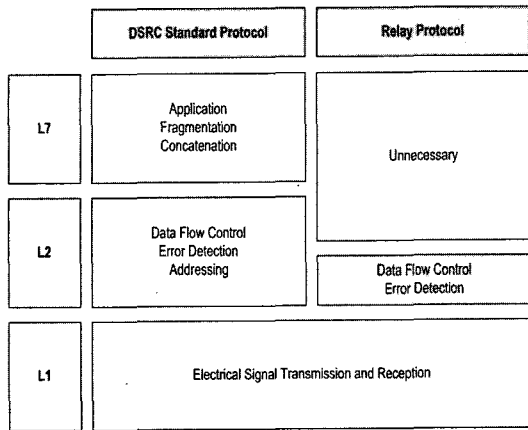 DSRC Standard Protocol
Relay Protocol
L7
Application
Fragmentation
Concatenation
Unnecessary
L2
Data Flow Control
Error Detection
Addressing
Data Flow Control
Error Detection
L1
Electrical Signal Transmission and Reception